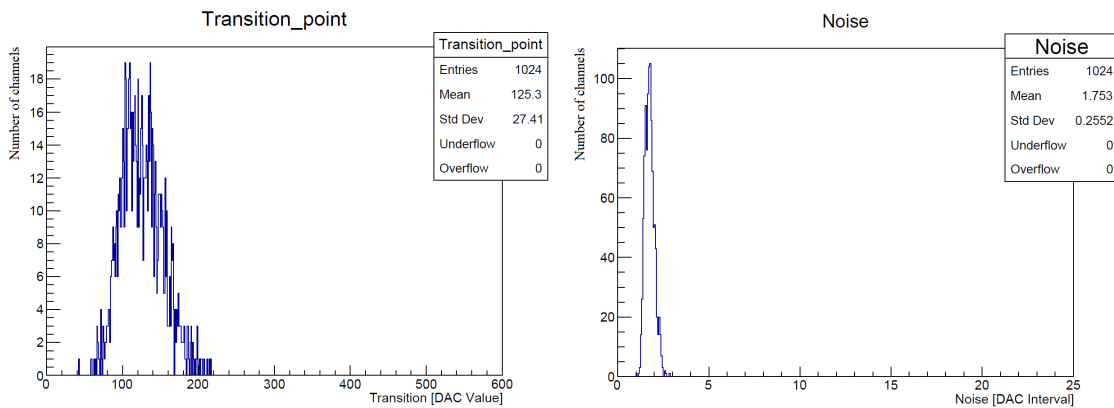 Transition_point
Number of channels
18
16
14
12
10
8
6
4
2
0
0 100 200 300 400 500 600
Transition [DAC Value]
Transition_point
Entries 1024
Mean 125.3
Std Dev 27.41
Underflow 0
Overflow 0
Noise
Number of channels
100
80
60
40
20
0
0 5 10 15 20 25
Noise [DAC Interval]
Noise
Entries 1024
Mean 1.753
Std Dev 0.2552
Underflow 0
Overflow 0